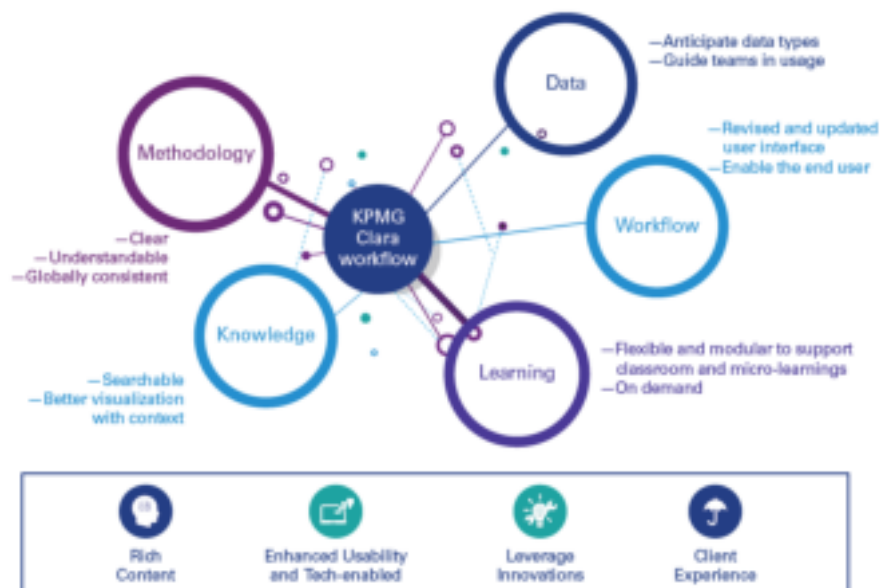 Data
—Anticipate data types
—Guide teams in usage
Methodology
—Clear
—Understandable
—Globally consistent
KPMG
Clara
workflow
Workflow
—Revised and updated
user interface
—Enable the end user
Knowledge
—Searchable
—Better visualization
with context
Learning
—Flexible and modular to support
classroom and micro-learnings
—On demand
Rich
Content
Enhanced Usability
and Tech-enabled
Leverage
Innovations
Client
Experience